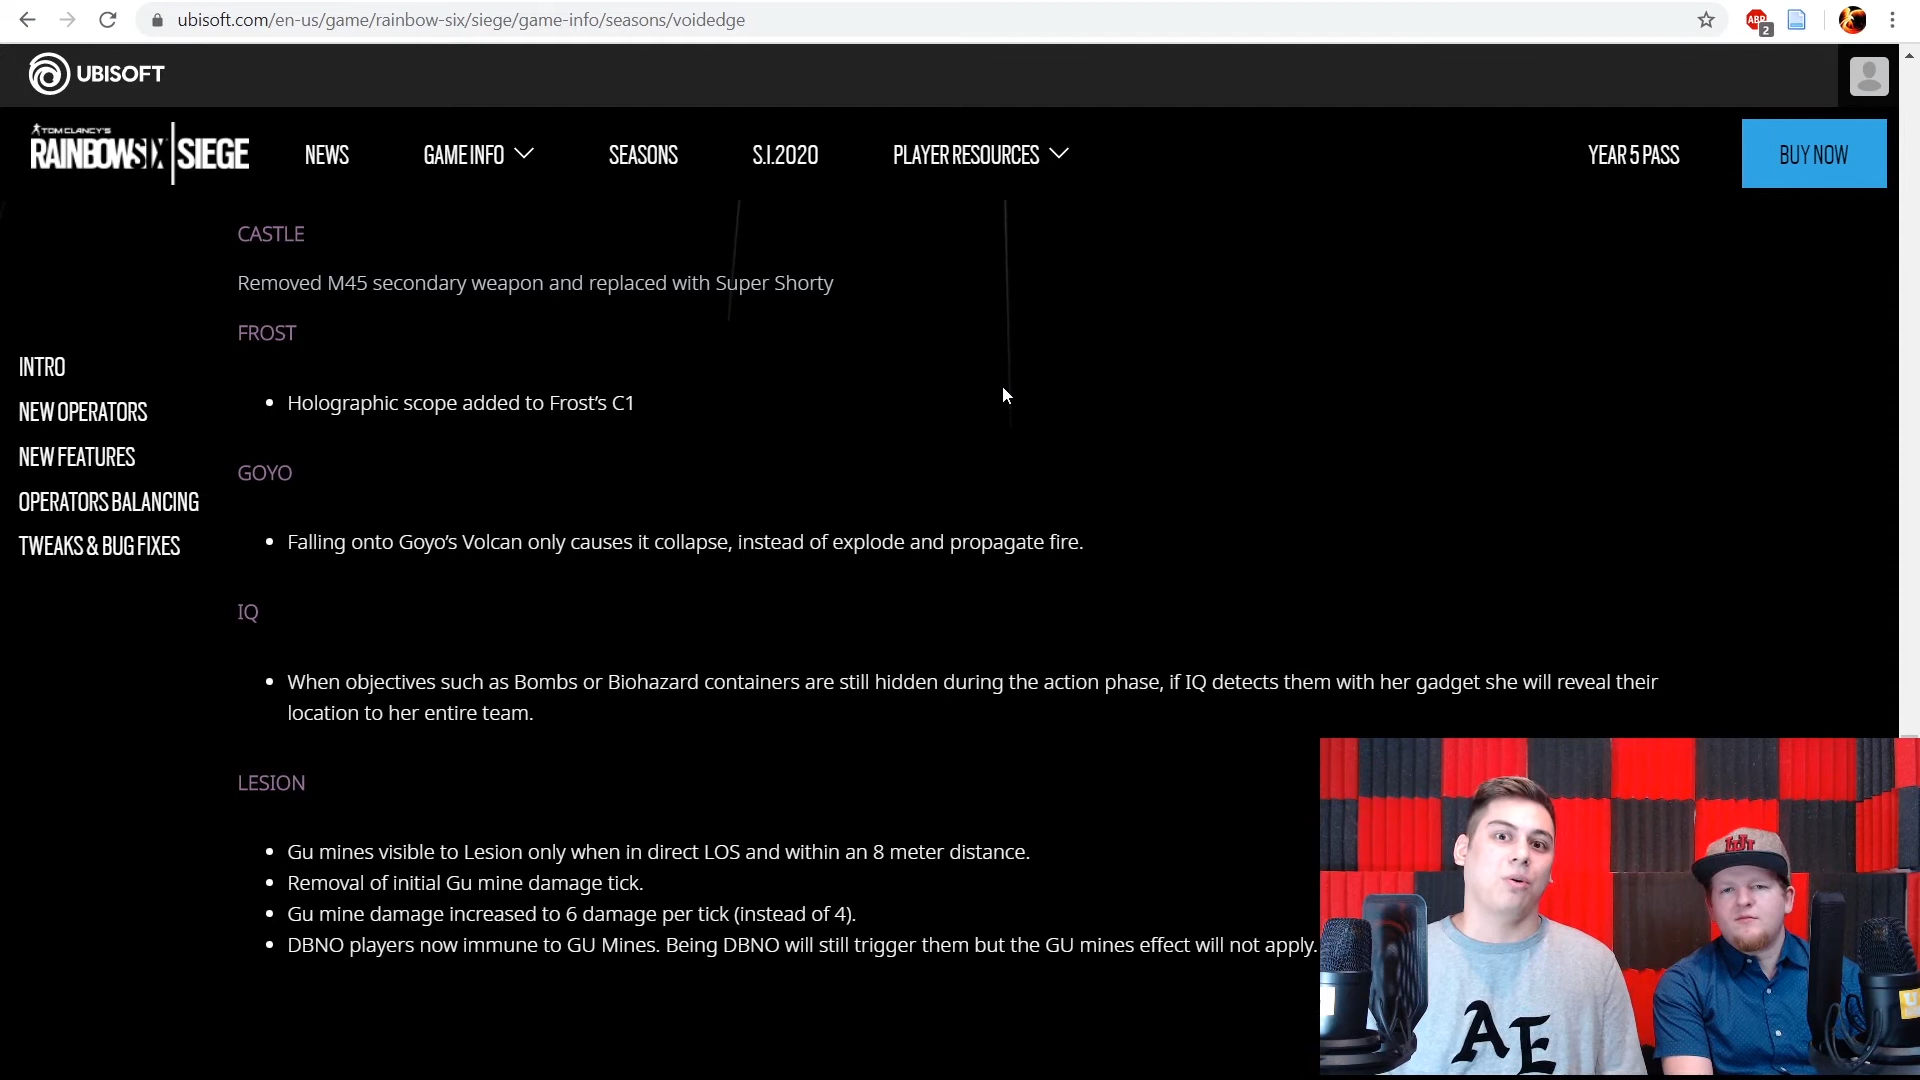 ubisoft.com/en-us/game/rainbow-six/siege/game-info/seasons/voidedge
ABP
2
UBISOFT
TOM CLANCY'S
RAINBOWSIX SIEGE
NEWS
GAME INFO
SEASONS
S.I.2020
PLAYER RESOURCES
YEAR 5 PASS
BUY NOW
INTRO
NEW OPERATORS
NEW FEATURES
OPERATORS BALANCING
TWEAKS & BUG FIXES
CASTLE
Removed M45 secondary weapon and replaced with Super Shorty
FROST
• Holographic scope added to Frost’s C1
GOYO
• Falling onto Goyo’s Volcan only causes it collapse, instead of explode and propagate fire.
IQ
• When objectives such as Bombs or Biohazard containers are still hidden during the action phase, if IQ detects them with her gadget she will reveal their
location to her entire team.
LESION
• Gu mines visible to Lesion only when in direct LOS and within an 8 meter distance.
• Removal of initial Gu mine damage tick.
• Gu mine damage increased to 6 damage per tick (instead of 4).
• DBNO players now immune to GU Mines. Being DBNO will still trigger them but the GU mines effect will not apply.
AE